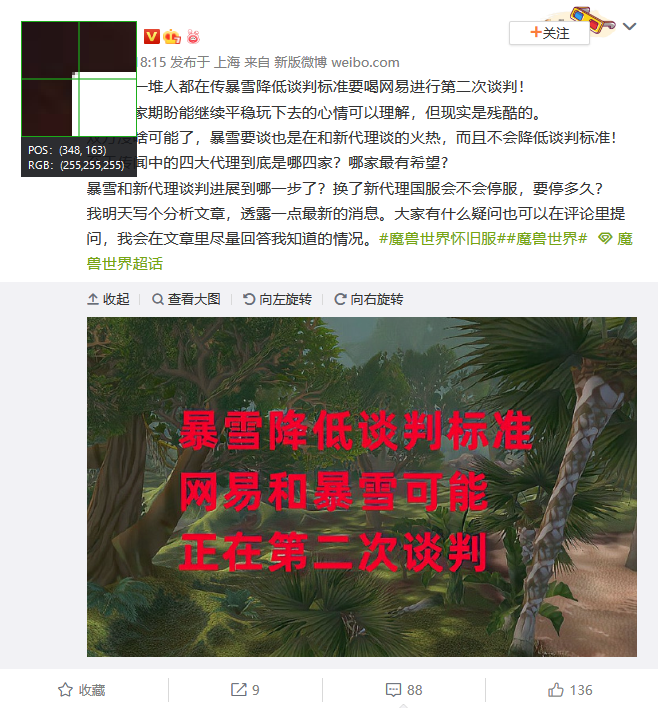 +关注
8:15 发布于 上海 来自 新版微博 weibo.com
一堆人都在传暴雪降低谈判标准要喝网易进行第二次谈判！
家期盼能继续平稳玩下去的心情可以理解，但现实是残酷的。
POS: (348, 163)
RGB: (255,255,255)
啥可能了，暴雪要谈也是在和新代理谈的火热，而且不会降低谈判标准！
闻中的四大代理到底是哪四家？哪家最有希望？
暴雪和新代理谈判进展到哪一步了？换了新代理国服会不会停服，要停多久？
我明天写个分析文章，透露一点最新的消息。大家有什么疑问也可以在评论里提
问，我会在文章里尽量回答我知道的情况。#魔兽世界怀旧服##魔兽世界# 魔
兽世界超话
收起 查看大图 向左旋转 向右旋转
暴雪降低谈判标准
网易和暴雪可能
正在第二次谈判
收藏 9 88 136